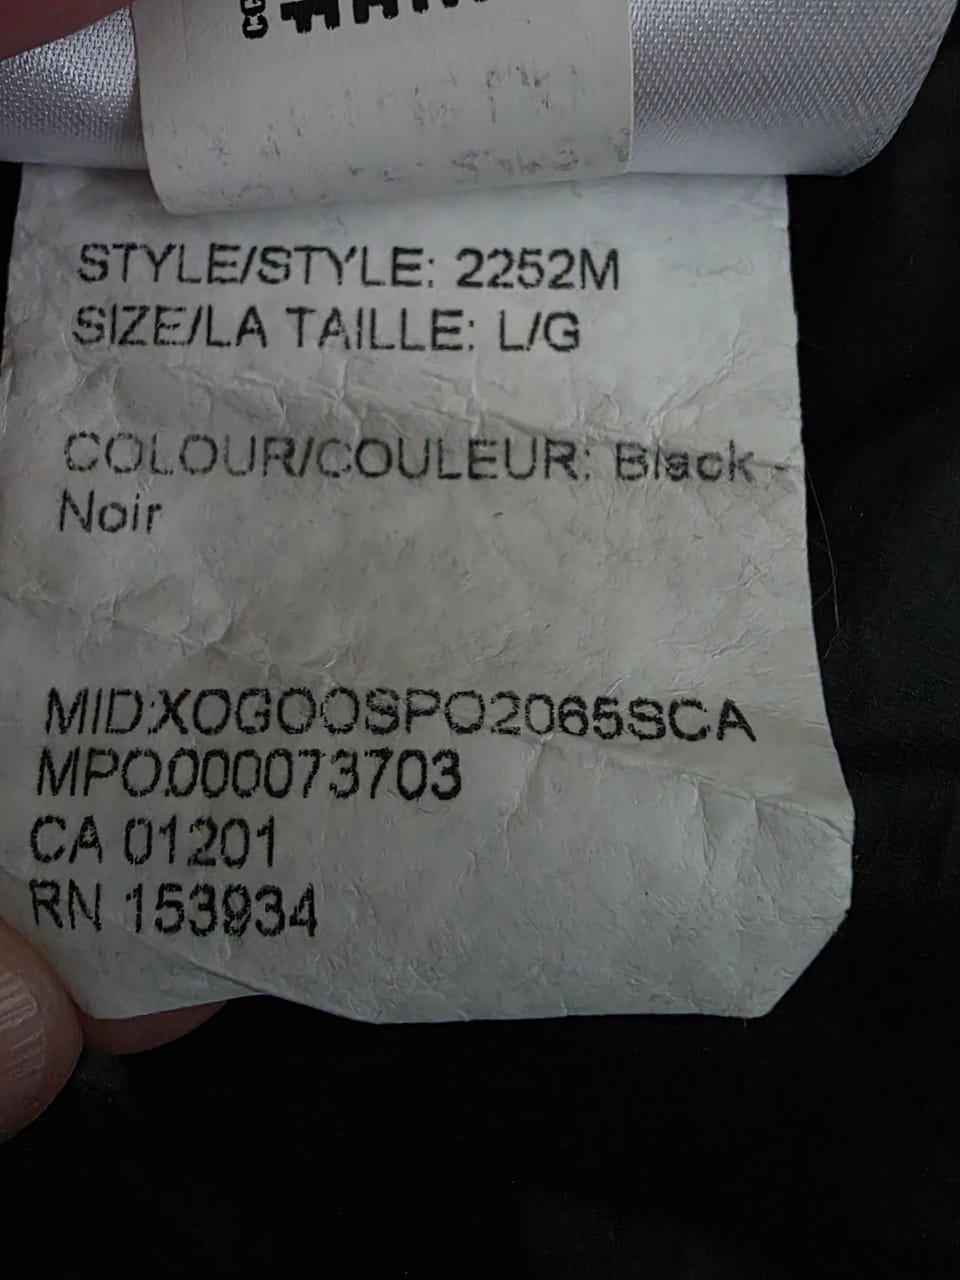 STYLE/STYLE: 2252M
SIZE/LA TAILLE: L/G
COLOUR/COULEUR: Black -
Noir
MID:XOGOOSPO2065SCA
MPO.000073703
CA 01201
RN 153934